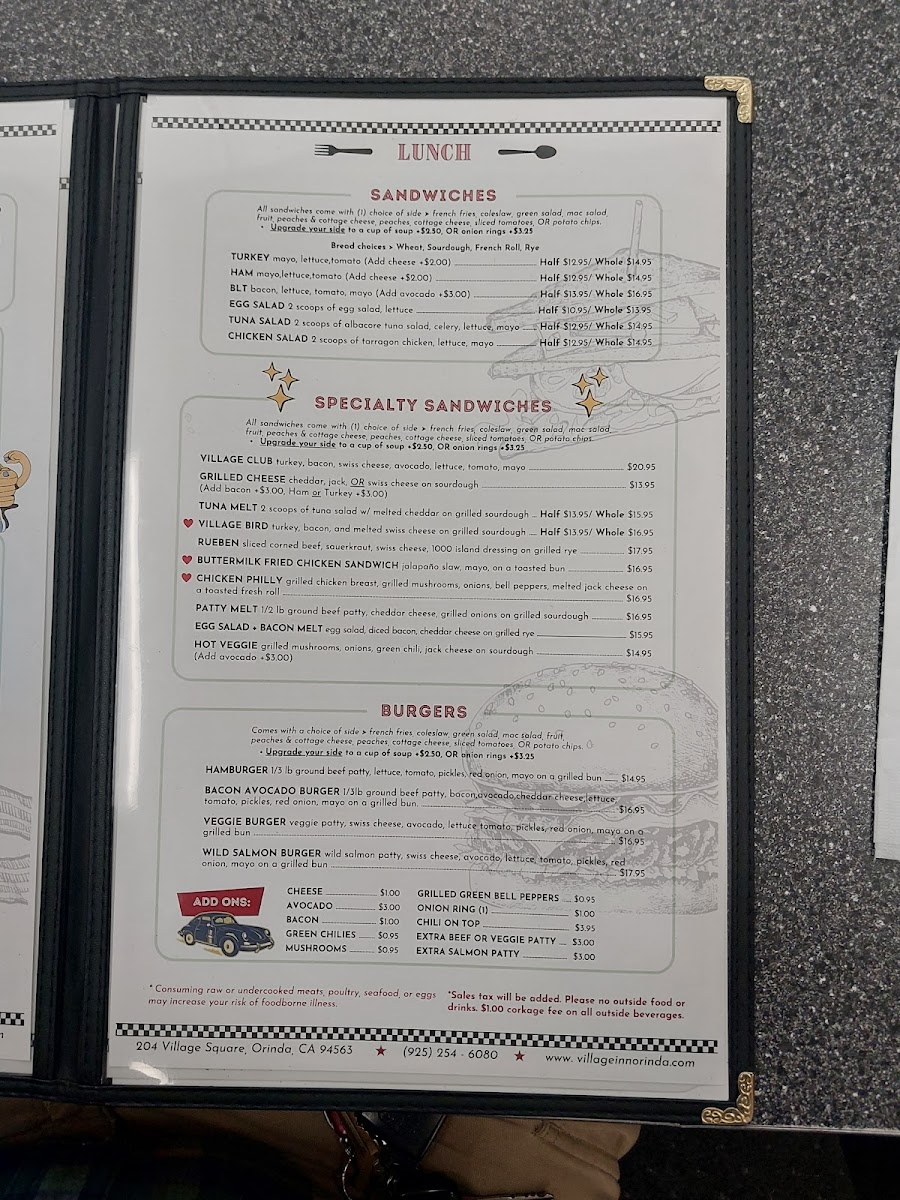 LUNCH
SANDWICHES
All sandwiches come with (1) choice of side > french fries, coleslaw, green salad, mac salad,
fruit, peaches & cottage cheese, peaches, cottage cheese, sliced tomatoes, OR potato chips.
• Upgrade your side to a cup of soup +$2.50, OR onion rings +$3.25
Bread choices > Wheat, Sourdough, French Roll, Rye
TURKEY mayo, lettuce,tomato (Add cheese +$2.00) Half $12.95/ Whole $14.95
HAM mayo,lettuce,tomato (Add cheese +$2.00) Half $12.95/ Whole $14.95
BLT bacon, lettuce, tomato, mayo (Add avocado +$3.00) Half $13.95/ Whole $16.95
EGG SALAD 2 scoops of egg salad, lettuce Half $10.95/ Whole $13.95
TUNA SALAD 2 scoops of albacore tuna salad, celery, lettuce, mayo Half $12.95/ Whole $14.95
CHICKEN SALAD 2 scoops of tarragon chicken, lettuce, mayo Half $12.95/ Whole $14.95
SPECIALTY SANDWICHES
All sandwiches come with (1) choice of side > french fries, coleslaw, green salad, mac salad,
fruit, peaches & cottage cheese, peaches, cottage cheese, sliced tomatoes, OR potato chips.
• Upgrade your side to a cup of soup +$2.50, OR onion rings +$3.25
VILLAGE CLUB turkey, bacon, swiss cheese, avocado, lettuce, tomato, mayo $20.95
GRILLED CHEESE cheddar, jack, OR swiss cheese on sourdough $13.95
(Add bacon +$3.00, Ham or Turkey +$3.00)
TUNA MELT 2 scoops of tuna salad w/ melted cheddar on grilled sourdough Half $13.95/ Whole $15.95
VILLAGE BIRD turkey, bacon, and melted swiss cheese on grilled sourdough Half $13.95/ Whole $16.95
RUEBEN sliced corned beef, sauerkraut, swiss cheese, 1000 island dressing on grilled rye $17.95
BUTTERMILK FRIED CHICKEN SANDWICH jalapaño slaw, mayo, on a toasted bun $16.95
CHICKEN PHILLY grilled chicken breast, grilled mushrooms, onions, bell peppers, melted jack cheese on
a toasted fresh roll $16.95
PATTY MELT 1/2 lb ground beef patty, cheddar cheese, grilled onions on grilled sourdough $16.95
EGG SALAD + BACON MELT egg salad, diced bacon, cheddar cheese on grilled rye $15.95
HOT VEGGIE grilled mushrooms, onions, green chili, jack cheese on sourdough $14.95
(Add avocado +$3.00)
BURGERS
Comes with a choice of side > french fries, coleslaw, green salad, mac salad, fruit,
peaches & cottage cheese, peaches, cottage cheese, sliced tomatoes, OR potato chips.
• Upgrade your side to a cup of soup +$2.50, OR onion rings +$3.25
HAMBURGER 1/3 lb ground beef patty, lettuce, tomato, pickles, red onion, mayo on a grilled bun $14.95
BACON AVOCADO BURGER 1/3lb ground beef patty, bacon,avocado,cheddar cheese,lettuce,
tomato, pickles, red onion, mayo on a grilled bun. $16.95
VEGGIE BURGER veggie patty, swiss cheese, avocado, lettuce tomato, pickles, red onion, mayo on a
grilled bun $16.95
WILD SALMON BURGER wild salmon patty, swiss cheese, avocado, lettuce, tomato, pickles, red
onion, mayo on a grilled bun $17.95
ADD ONS:
CHEESE $1.00
AVOCADO $3.00
BACON $1.00
GREEN CHILIES $0.95
MUSHROOMS $0.95
GRILLED GREEN BELL PEPPERS $0.95
ONION RING (1) $1.00
CHILI ON TOP $3.95
EXTRA BEEF OR VEGGIE PATTY $3.00
EXTRA SALMON PATTY $3.00
* Consuming raw or undercooked meats, poultry, seafood, or eggs
may increase your risk of foodborne illness.
*Sales tax will be added. Please no outside food or
drinks. $1.00 corkage fee on all outside beverages.
204 Village Square, Orinda, CA 94563 ★ (925) 254 - 6080 ★ www. villageinnorinda.com